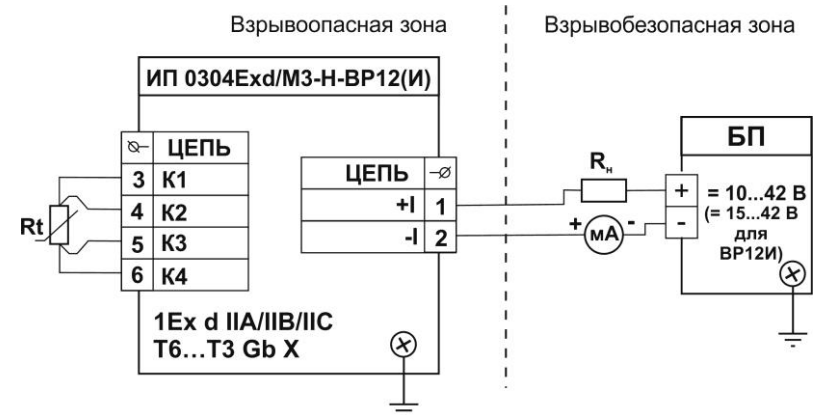 Взрывоопасная зона
Взрывобезопасная зона
ИП 0304Exd/М3-Н-ВР12(И)
ЦЕПЬ
3 К1
4 К2
5 К3
6 К4
Rt
ЦЕПЬ
+I 1
-I 2
1Ex d IIA/IIB/IIC
T6...T3 Gb X
Rн
+ мА -
БП
+ = 10...42 В
- (= 15...42 В
для
ВР12И)